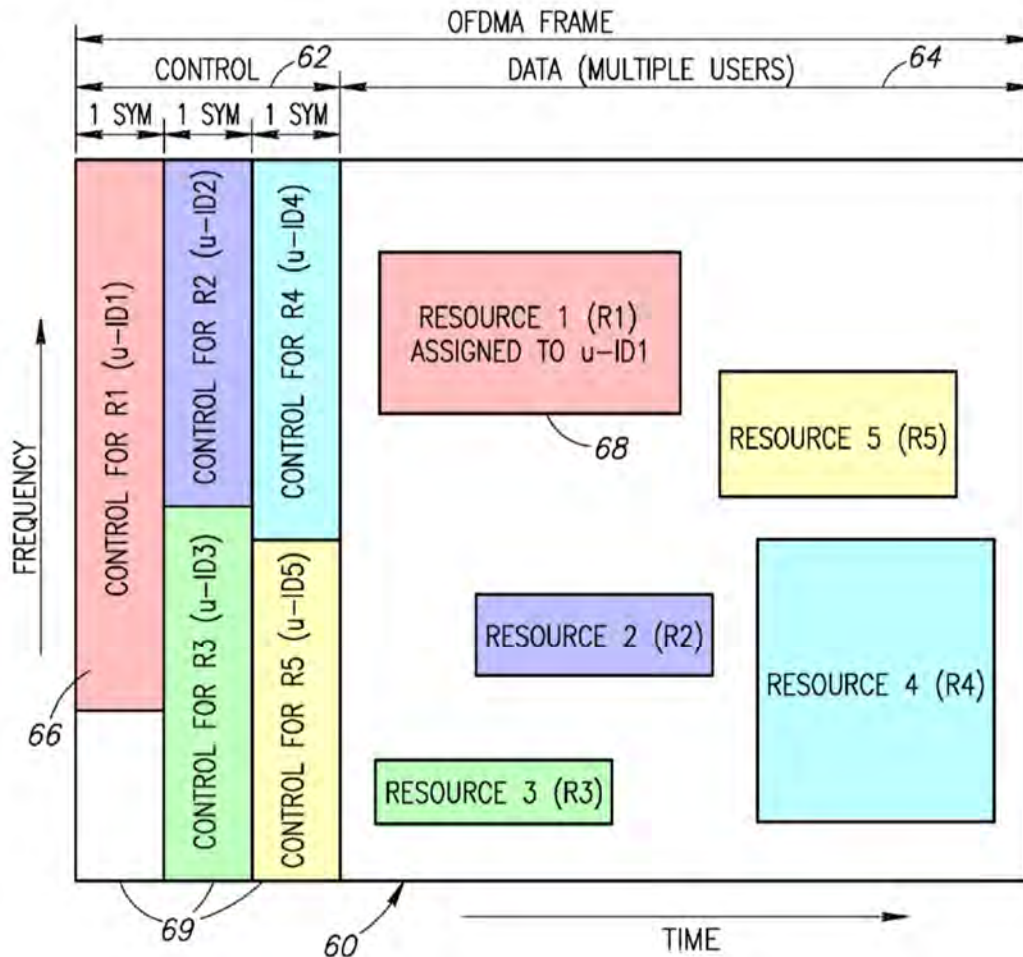 OFDMA FRAME
CONTROL
62
DATA (MULTIPLE USERS)
64
1 SYM
1 SYM
1 SYM
CONTROL FOR R1 (u-ID1)
CONTROL FOR R2 (u-ID2)
CONTROL FOR R3 (u-ID3)
CONTROL FOR R4 (u-ID4)
CONTROL FOR R5 (u-ID5)
RESOURCE 1 (R1)
ASSIGNED TO u-ID1
68
RESOURCE 5 (R5)
RESOURCE 2 (R2)
RESOURCE 4 (R4)
RESOURCE 3 (R3)
FREQUENCY
66
69
60
TIME